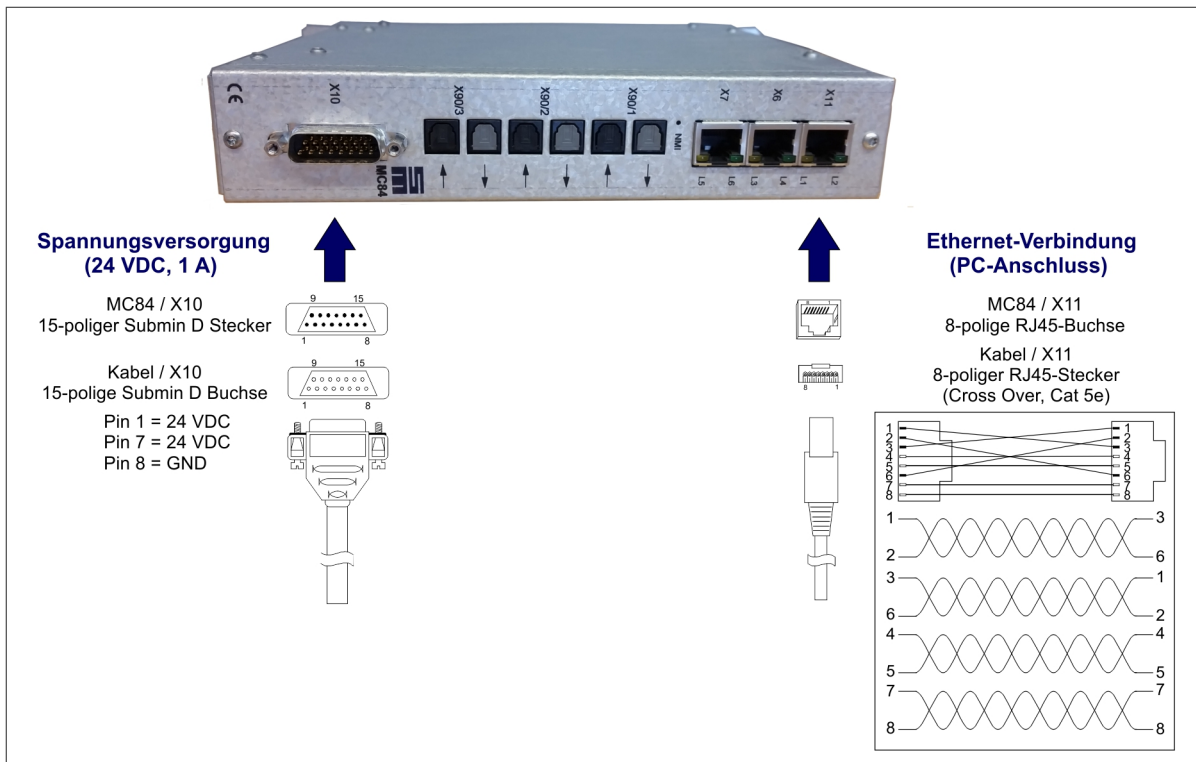 CE
X10
X90/3
X90/2
X90/1
NMI
X7
X6
X11
L5
L6
L3
L4
L1
L2
MC84
Spannungsversorgung
(24 VDC, 1 A)
MC84 / X10
15-poliger Submin D Stecker
9
15
1
8
Kabel / X10
15-polige Submin D Buchse
9
15
1
8
Pin 1 = 24 VDC
Pin 7 = 24 VDC
Pin 8 = GND
Ethernet-Verbindung
(PC-Anschluss)
MC84 / X11
8-polige RJ45-Buchse
Kabel / X11
8-poliger RJ45-Stecker
(Cross Over, Cat 5e)
8
1
1 1
2 2
3 3
4 4
5 5
6 6
7 7
8 8
1 3
2 6
3 1
6 2
4 4
5 5
7 7
8 8